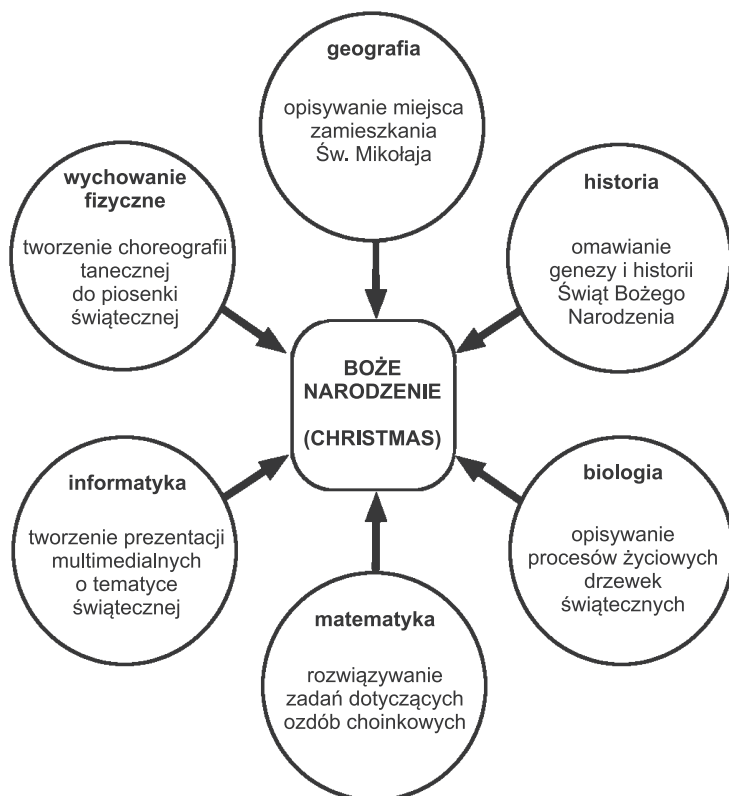 geografia
opisywanie miejsca
zamieszkania
Św. Mikołaja
wychowanie
fizyczne
tworzenie choreografii
tanecznej
do piosenki
świątecznej
historia
omawianie
genezy i historii
Świąt Bożego
Narodzenia
BOŻE
NARODZENIE
(CHRISTMAS)
informatyka
tworzenie prezentacji
multimedialnych
o tematyce
świątecznej
biologia
opisywanie
procesów życiowych
drzewek
świątecznych
matematyka
rozwiązywanie
zadań dotyczących
ozdób choinkowych